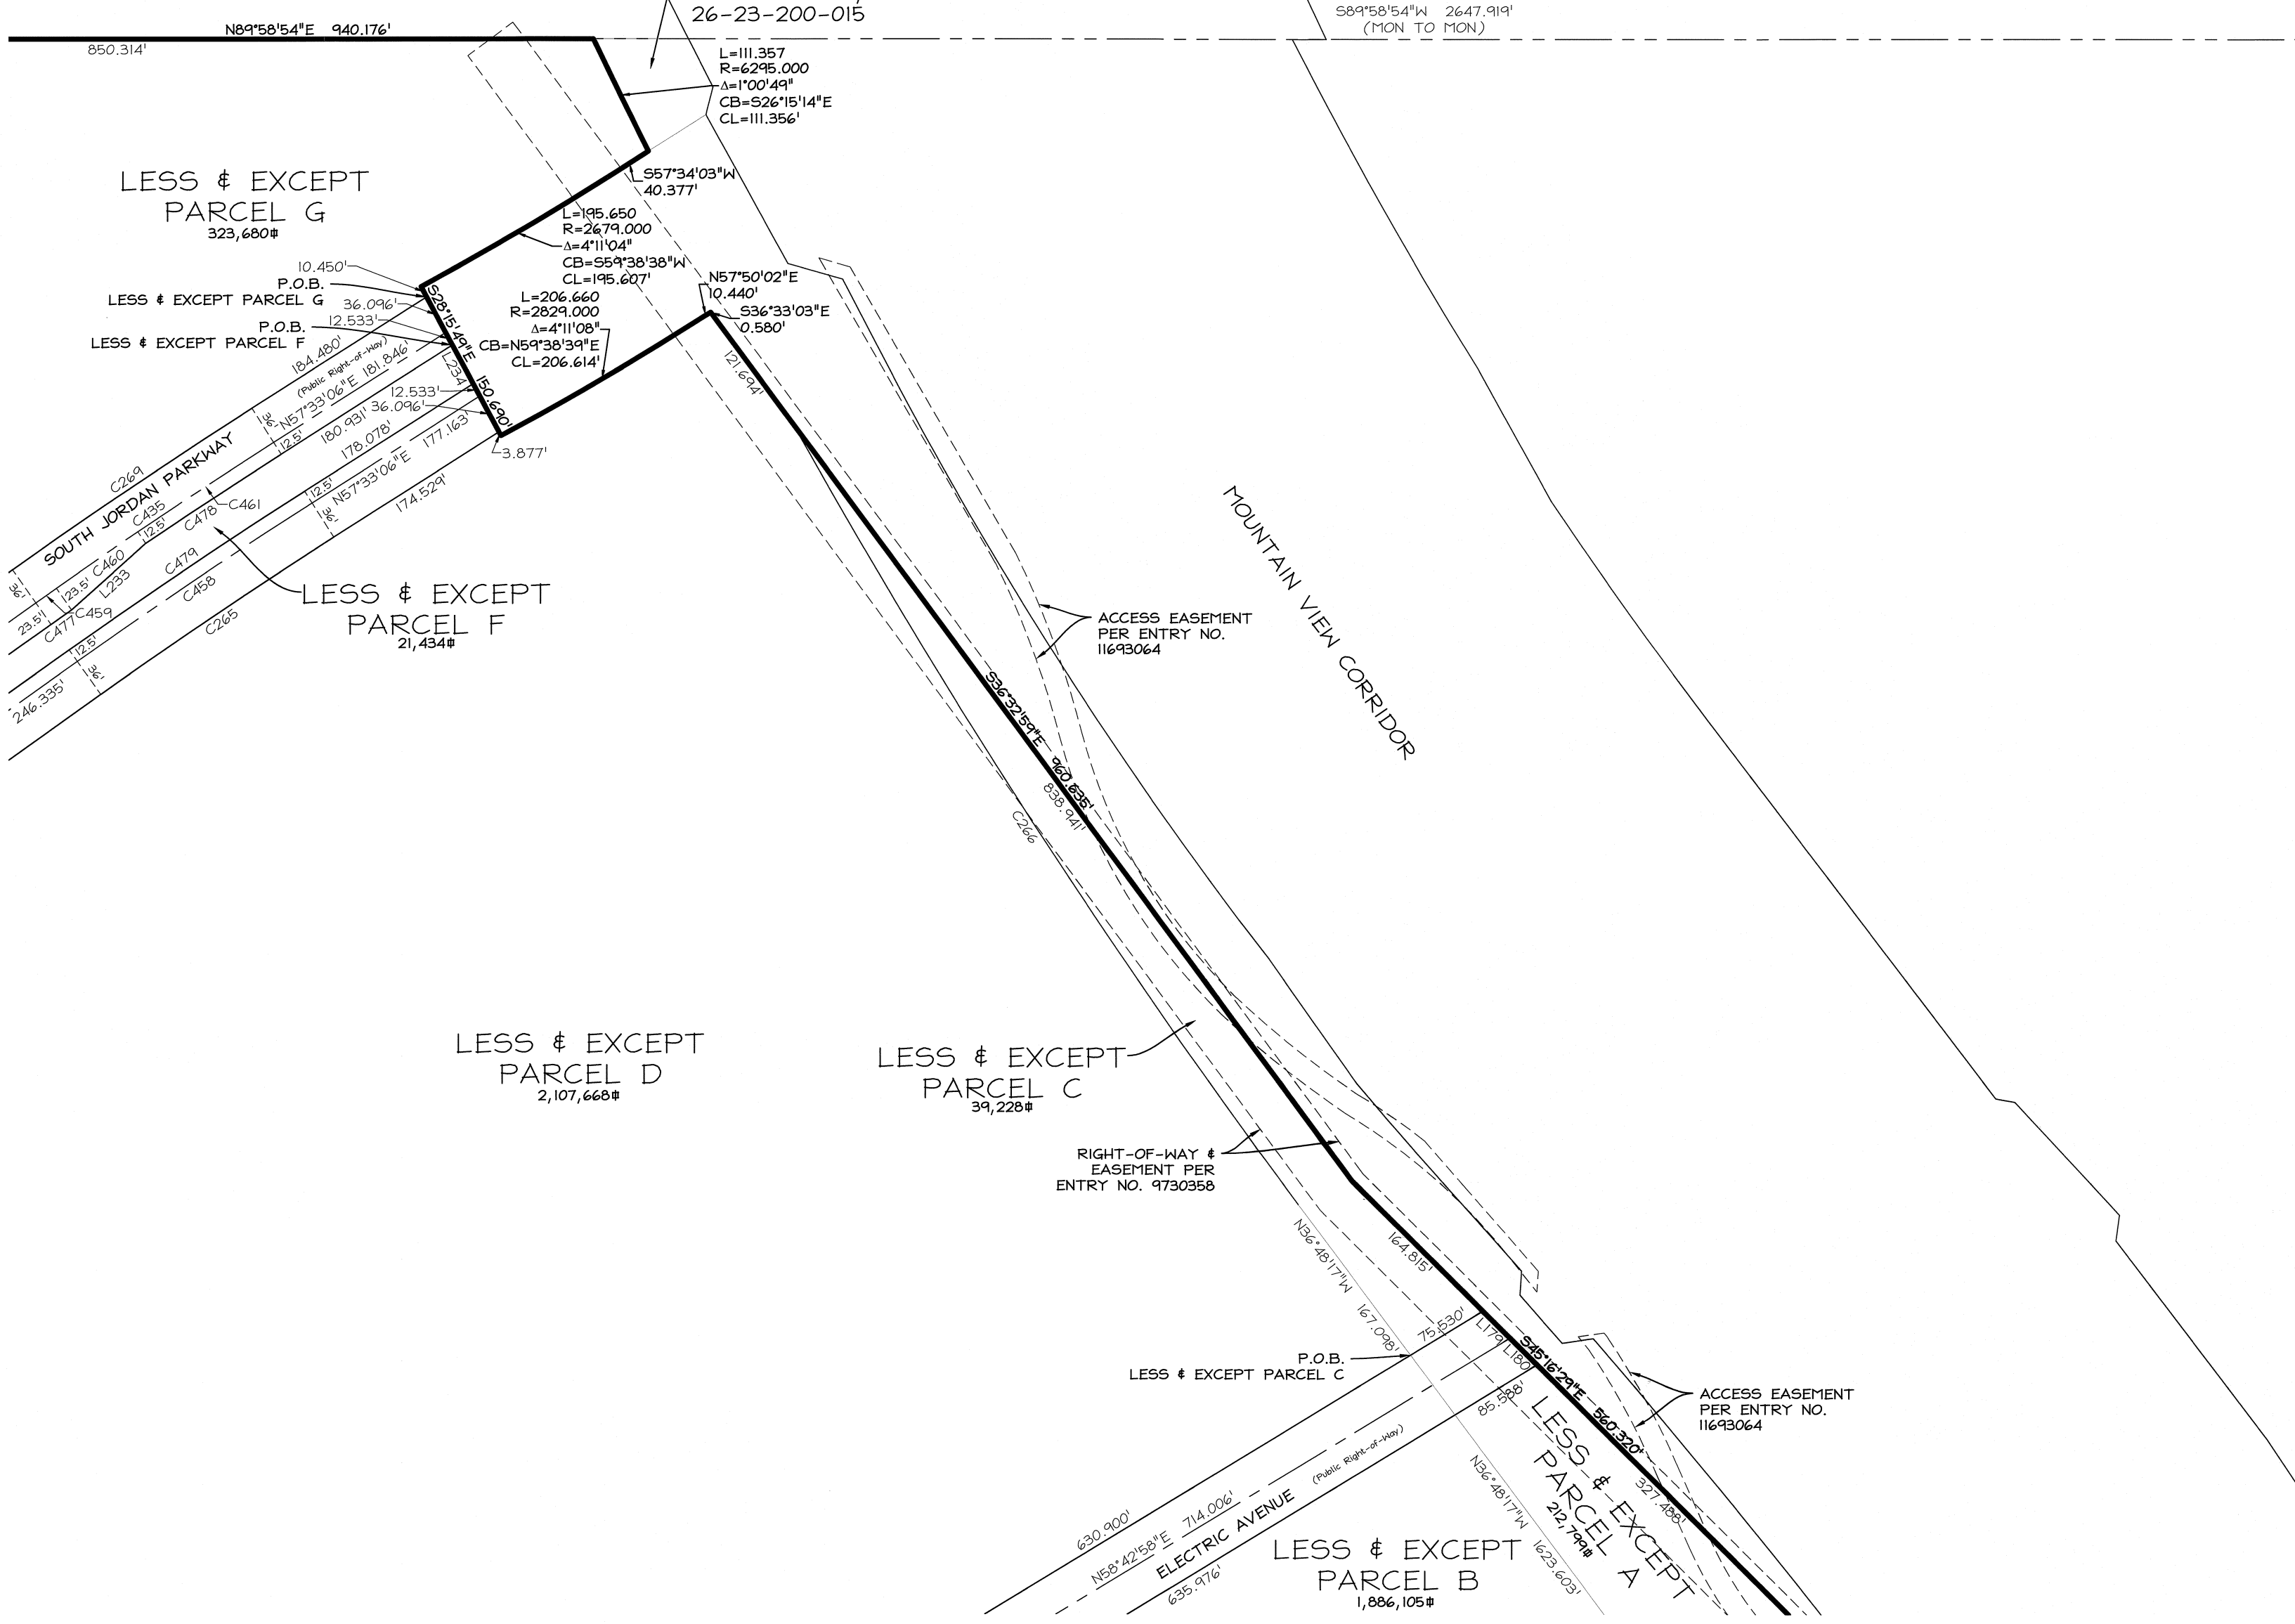 26-23-200-015
S89°58'54"W 2647.919'
(MON TO MON)
N89°58'54"E 940.176'
850.314'
L=111.357
R=6295.000
Δ=1°00'49"
CB=S26°15'14"E
CL=111.356'
LESS & EXCEPT
PARCEL G
323,680⌗
S57°34'03"W
40.377'
L=195.650
R=2679.000
Δ=4°11'04"
CB=S59°38'38"W
CL=195.607'
10.450'
P.O.B.
LESS & EXCEPT PARCEL G
36.096'
12.533'
P.O.B.
LESS & EXCEPT PARCEL F
S28°15'49"E 150.690'
L234
L=206.660
R=2829.000
Δ=4°11'08"
CB=N59°38'39"E
CL=206.614'
N57°50'02"E
10.440'
S36°33'03"E
0.580'
121.694'
184.480'
(Public Right-of-Way)
N57°33'06"E 181.846'
36'
12.5'
180.931'
178.078'
12.533'
36.096'
3.877'
12.5'
36'
N57°33'06"E 177.163'
174.529'
C269
SOUTH JORDAN PARKWAY
C435
12.5'
C461
C478
C460
23.5'
L233
C479
C458
36'
23.5'
C459
C477
12.5'
36'
C265
246.335'
LESS & EXCEPT
PARCEL F
21,434⌗
MOUNTAIN VIEW CORRIDOR
ACCESS EASEMENT
PER ENTRY NO.
11693064
S36°32'59"E 960.635'
838.941'
C266
LESS & EXCEPT
PARCEL D
2,107,668⌗
LESS & EXCEPT
PARCEL C
39,228⌗
RIGHT-OF-WAY &
EASEMENT PER
ENTRY NO. 9730358
N36°48'17"W 167.098'
164.815'
75.530'
L179
L180
S45°16'29"E 560.320'
P.O.B.
LESS & EXCEPT PARCEL C
85.588'
ACCESS EASEMENT
PER ENTRY NO.
11693064
LESS & EXCEPT
PARCEL A
212,799⌗
327.488'
N36°48'17"W 1623.603'
630.900'
N58°42'58"E 714.006'
ELECTRIC AVENUE
(Public Right-of-Way)
635.976'
LESS & EXCEPT
PARCEL B
1,886,105⌗